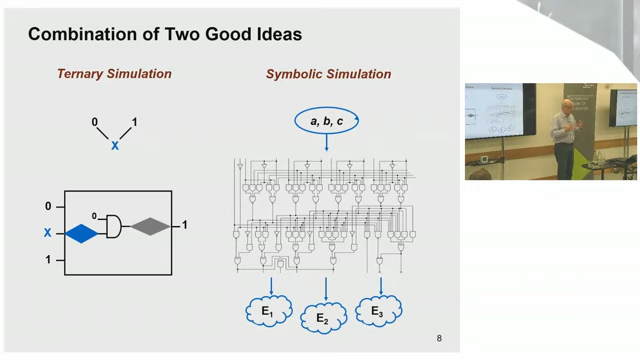 Combination of Two Good Ideas
Ternary Simulation
0 1
X
0
0
X
1
1
Symbolic Simulation
a, b, c
E1
E2
E3
8